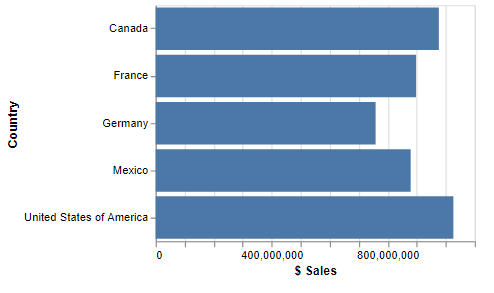 Country
Canada
France
Germany
Mexico
United States of America
0 400,000,000 800,000,000
$ Sales